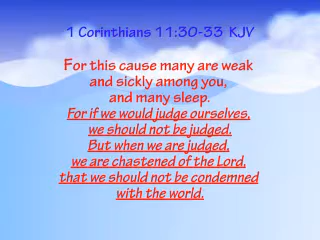 1 Corinthians 11:30-33 KJV
For this cause many are weak
and sickly among you,
and many sleep.
For if we would judge ourselves,
we should not be judged.
But when we are judged,
we are chastened of the Lord,
that we should not be condemned
with the world.